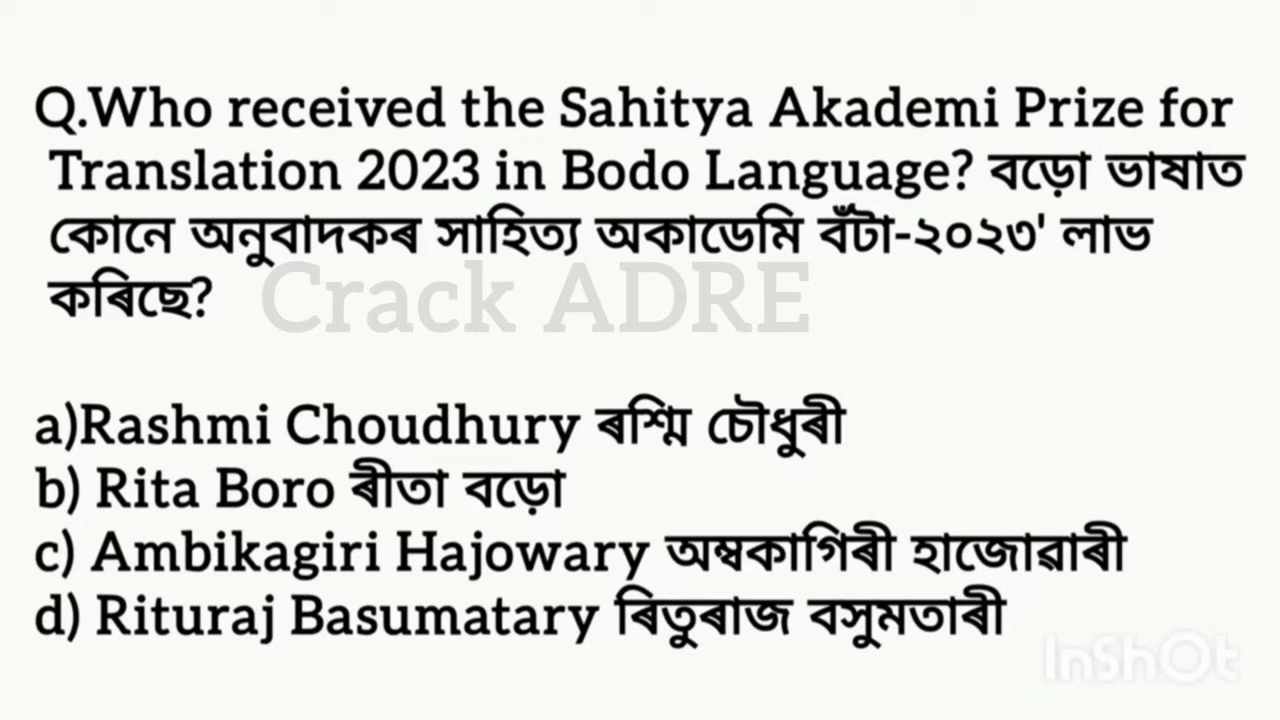 Q.Who received the Sahitya Akademi Prize for
Translation 2023 in Bodo Language? বড়ো ভাষাত
কোনে অনুবাদকৰ সাহিত্য অকাডেমি বঁটা-২০২৩' লাভ
কৰিছে?
Crack ADRE
a)Rashmi Choudhury ৰশ্মি চৌধুৰী
b) Rita Boro ৰীতা বড়ো
c) Ambikagiri Hajowary অম্বকাগিৰী হাজোৱাৰী
d) Rituraj Basumatary ৰিতুৰাজ বসুমতাৰী
InShOt